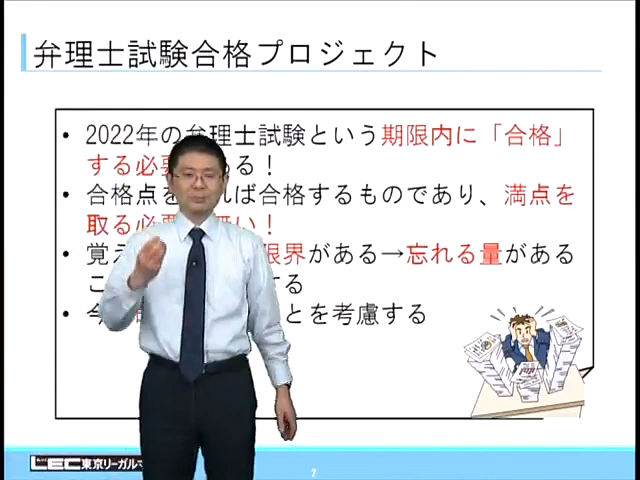 弁理士試験合格プロジェクト
• 2022年の弁理士試験という期限内に「合格」
する必 ある！
• 合格点を れば合格するものであり、満点を
取る必 い！
• 覚え 限界がある→忘れる量がある
こ る
• 今 とを考慮する
LEC東京リーガルマ
2